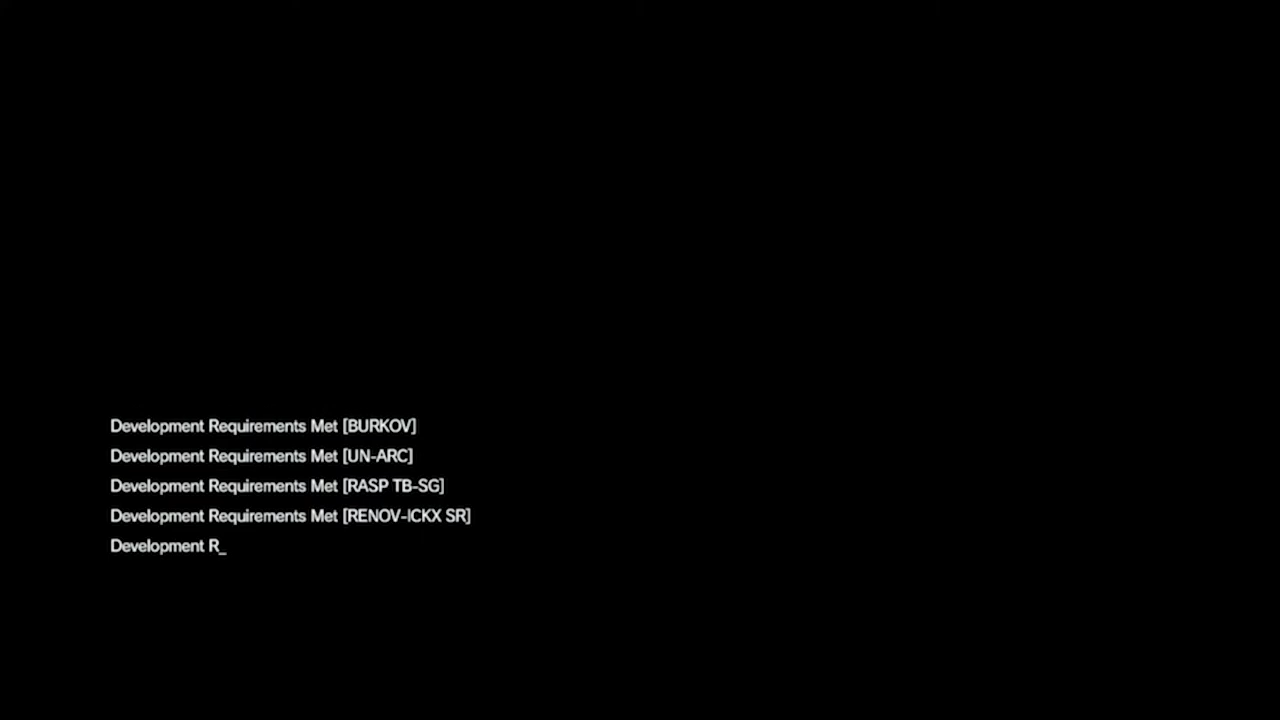 Development Requirements Met [BURKOV]
Development Requirements Met [UN-ARC]
Development Requirements Met [RASP TB-SG]
Development Requirements Met [RENOV-ICKX SR]
Development R_